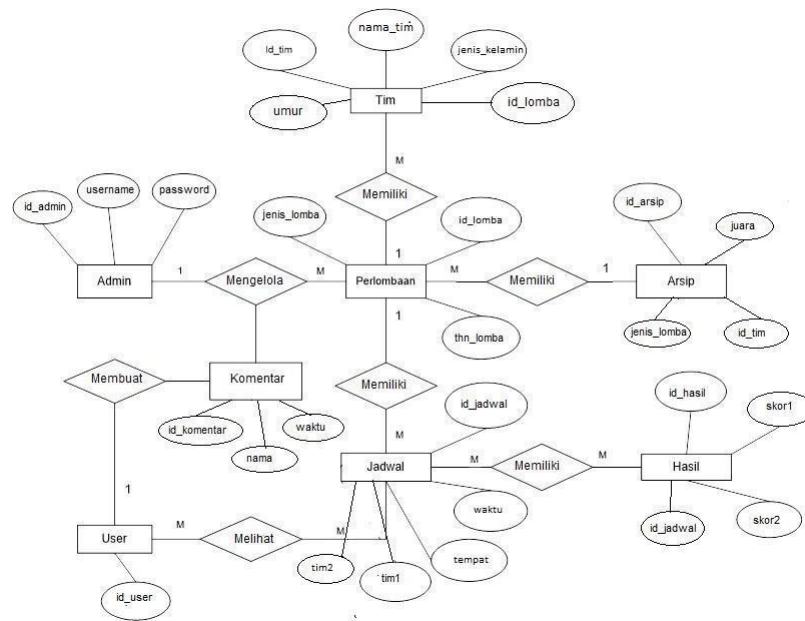 nama_tim
Id_tim
jenis_kelamin
Tim
umur
id_lomba
M
Memiliki
1
username
password
id_admin
jenis_lomba
id_lomba
id_arsip
juara
Admin
1
Mengelola
M
Perlombaan
M
Memiliki
1
Arsip
1
thn_lomba
jenis_lomba
id_tim
Membuat
Komentar
Memiliki
id_komentar
waktu
nama
id_jadwal
id_hasil
skor1
M
Jadwal
M
Memiliki
M
Hasil
1
waktu
id_jadwal
skor2
User
M
Melihat
M
tim2
tim1
tempat
id_user